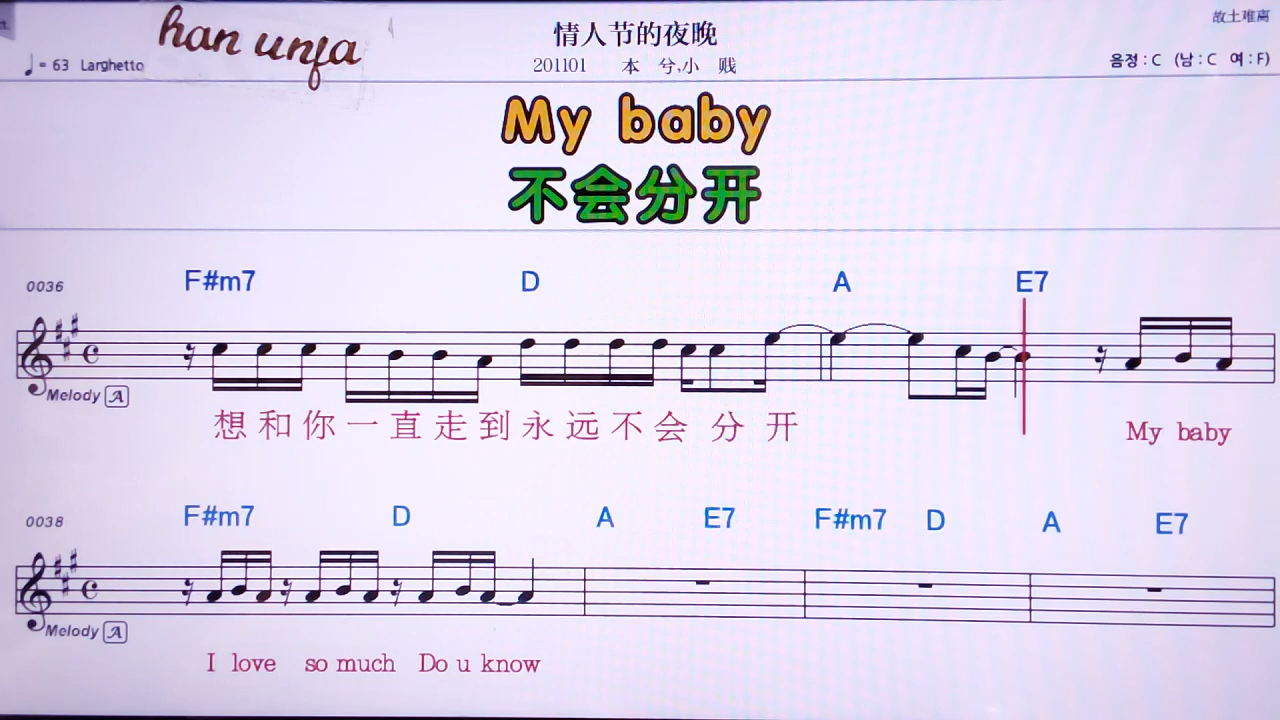 han unfa
情人节的夜晚
故土难离
♩= 63 Larghetto
201101 本 兮,小 贱
음정 : C (남 : C 여 : F)
My baby
不会分开
0036 F#m7 D A E7
Melody A
想和你一直走到永远不会分开 My baby
0038 F#m7 D A E7 F#m7 D A E7
Melody A
I love so much Do u know